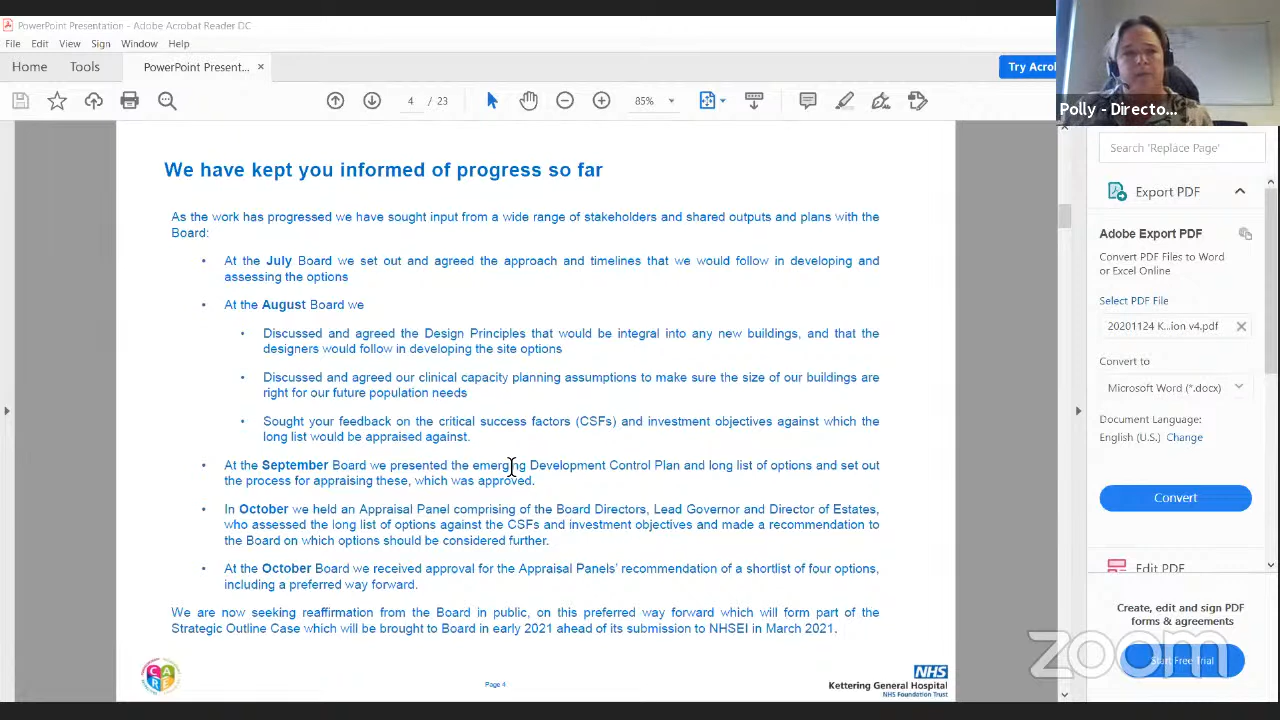 PowerPoint Presentation - Adobe Acrobat Reader DC
File Edit View Sign Window Help
Home Tools PowerPoint Present... ×
Try Acro
4 / 23
85%
Polly - Directo...
We have kept you informed of progress so far
As the work has progressed we have sought input from a wide range of stakeholders and shared outputs and plans with the
Board:
• At the July Board we set out and agreed the approach and timelines that we would follow in developing and
assessing the options
• At the August Board we
• Discussed and agreed the Design Principles that would be integral into any new buildings, and that the
designers would follow in developing the site options
• Discussed and agreed our clinical capacity planning assumptions to make sure the size of our buildings are
right for our future population needs
• Sought your feedback on the critical success factors (CSFs) and investment objectives against which the
long list would be appraised against.
• At the September Board we presented the emerging Development Control Plan and long list of options and set out
the process for appraising these, which was approved.
• In October we held an Appraisal Panel comprising of the Board Directors, Lead Governor and Director of Estates,
who assessed the long list of options against the CSFs and investment objectives and made a recommendation to
the Board on which options should be considered further.
• At the October Board we received approval for the Appraisal Panels' recommendation of a shortlist of four options,
including a preferred way forward.
We are now seeking reaffirmation from the Board in public, on this preferred way forward which will form part of the
Strategic Outline Case which will be brought to Board in early 2021 ahead of its submission to NHSEI in March 2021.
CARE
Page 4
NHS
Kettering General Hospital
NHS Foundation Trust
Search 'Replace Page'
Export PDF
Adobe Export PDF
Convert PDF Files to Word
or Excel Online
Select PDF File
20201124 K...ion v4.pdf
Convert to
Microsoft Word (*.docx)
Document Language:
English (U.S.) Change
Convert
Edit PDF
Create, edit and sign PDF
forms & agreements
Start Free Trial
zoom